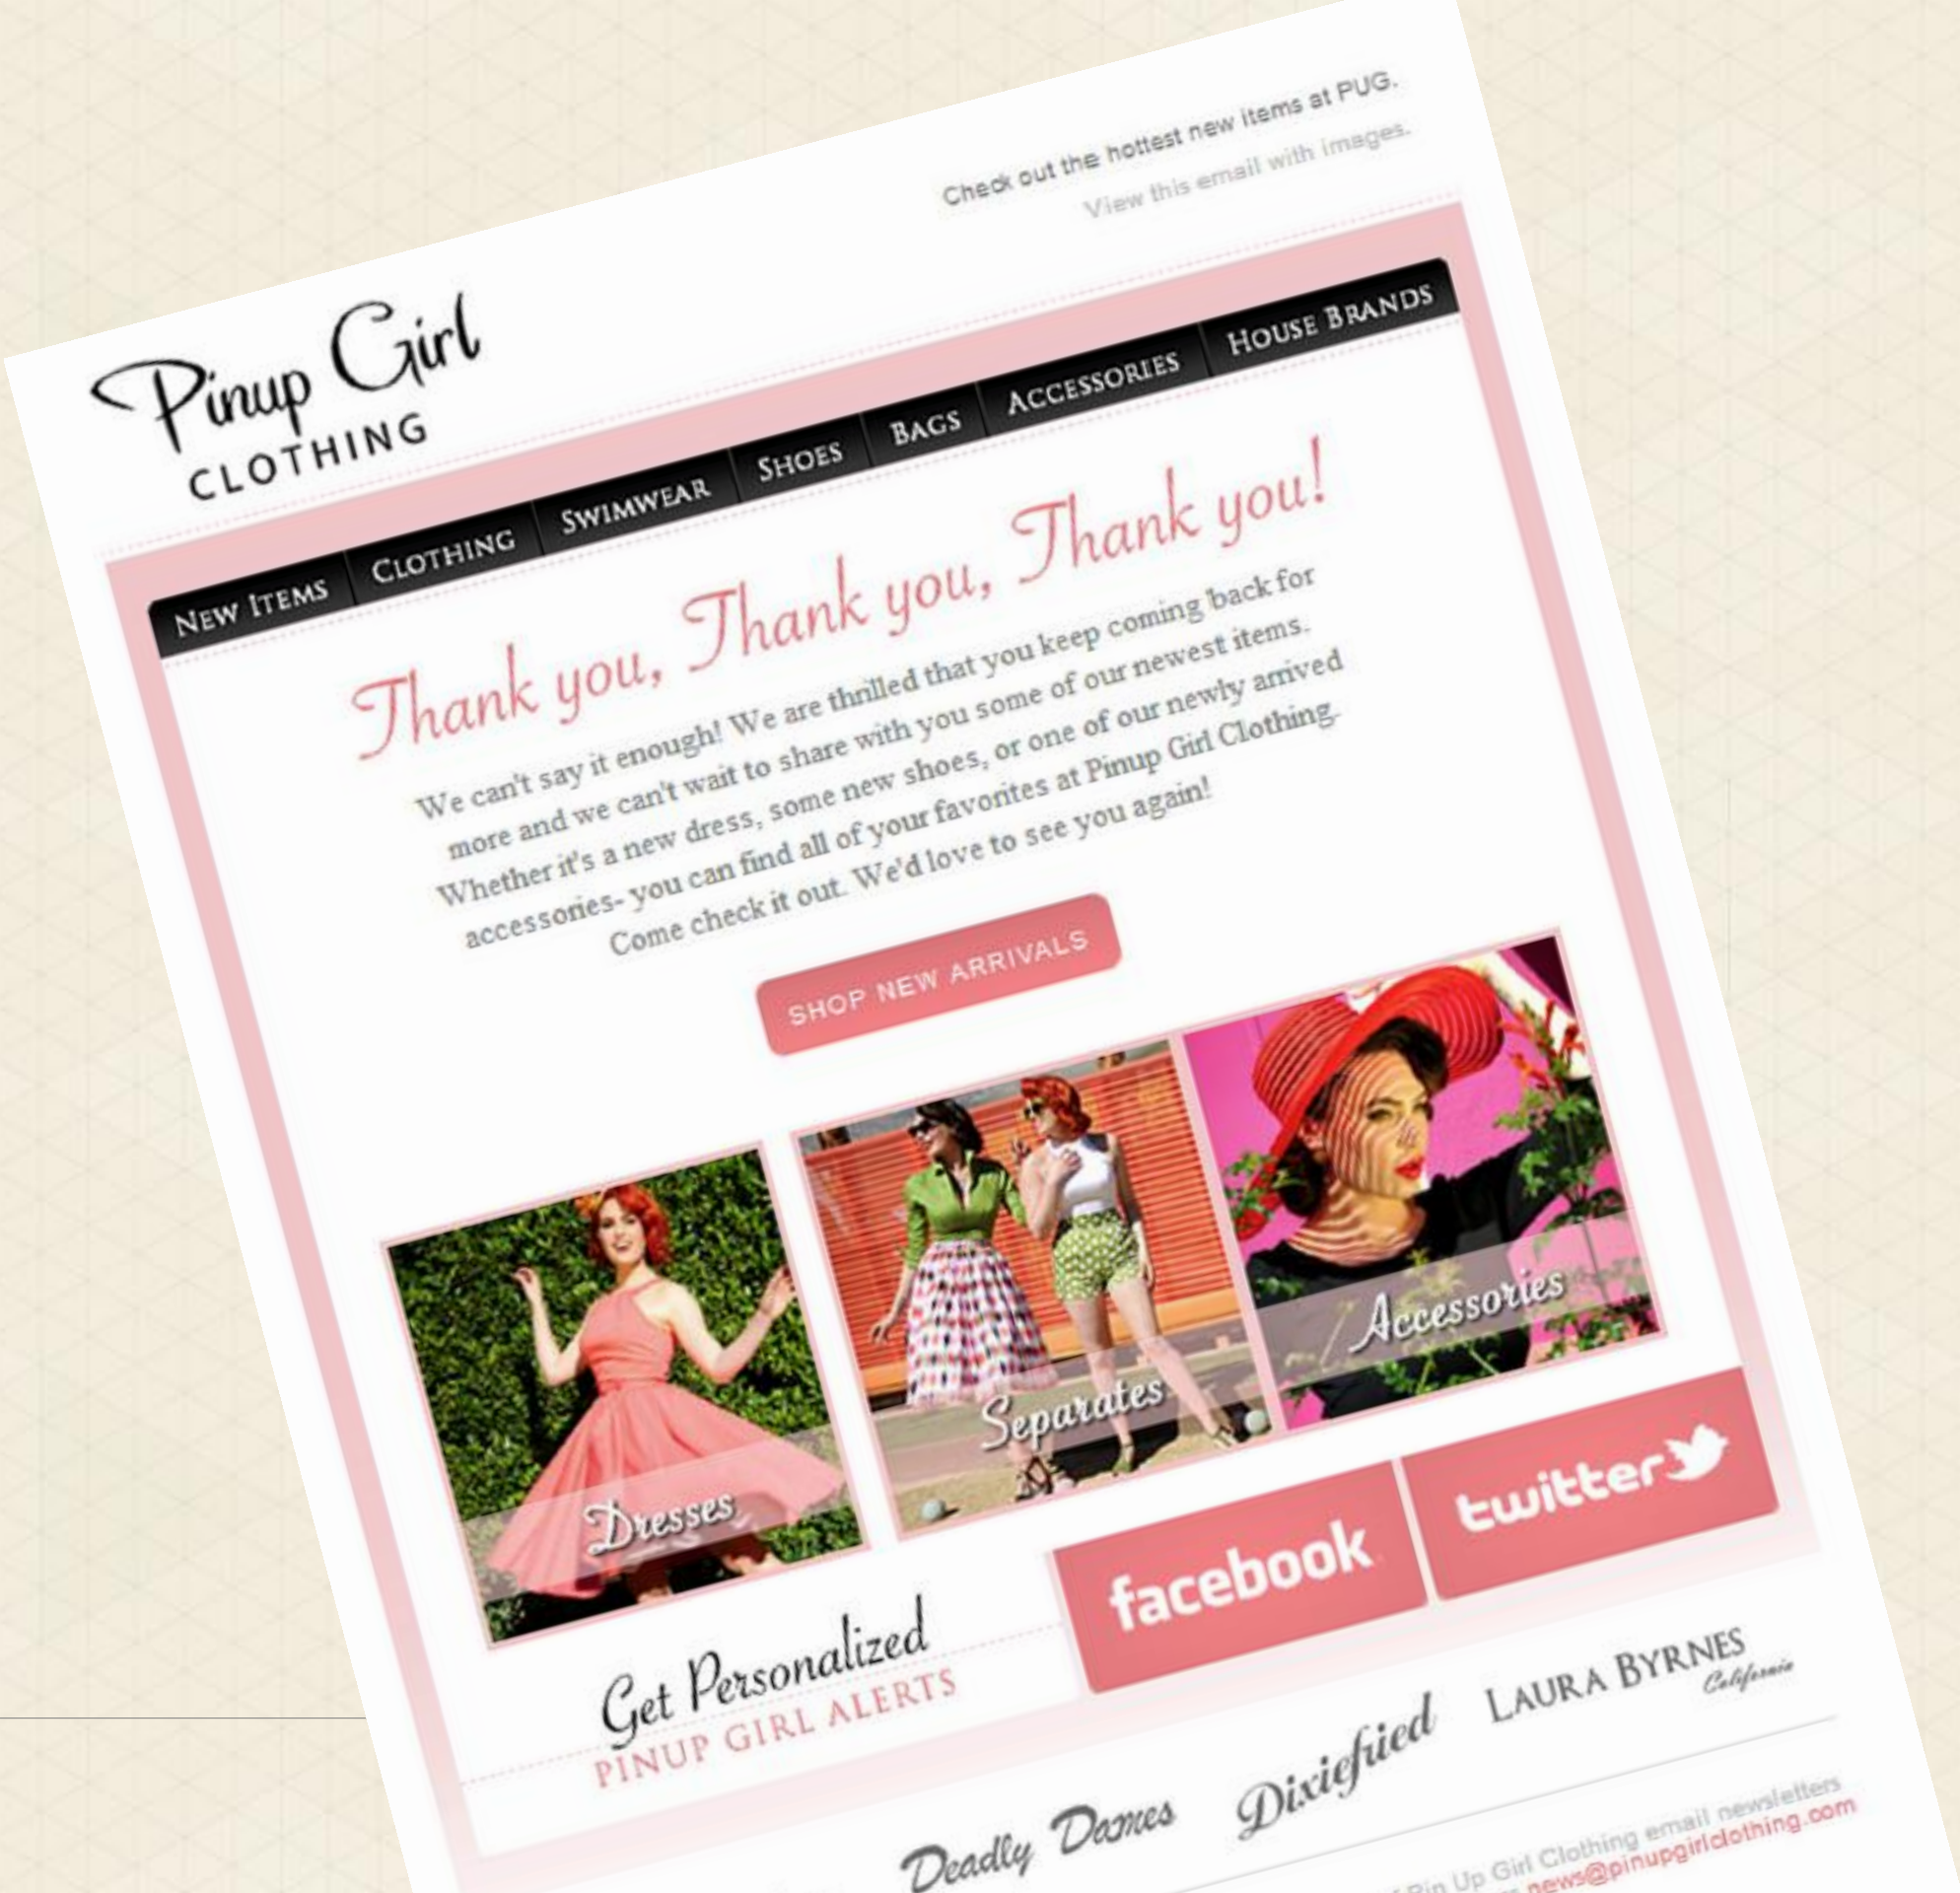 Check out the hottest new items at PUG.
View this email with images.
Pinup Girl
CLOTHING
NEW ITEMS
CLOTHING
SWIMWEAR
SHOES
BAGS
ACCESSORIES
HOUSE BRANDS
Thank you, Thank you, Thank you!
We can't say it enough! We are thrilled that you keep coming back for
more and we can't wait to share with you some of our newest items.
Whether it's a new dress, some new shoes, or one of our newly arrived
accessories- you can find all of your favorites at Pinup Girl Clothing.
Come check it out. We'd love to see you again!
SHOP NEW ARRIVALS
Dresses
Separates
Accessories
Get Personalized
PINUP GIRL ALERTS
facebook
twitter
Deadly Dames
Dixiefried
LAURA BYRNES
California
Pin Up Girl Clothing email newsletters
news@pinupgirlclothing.com